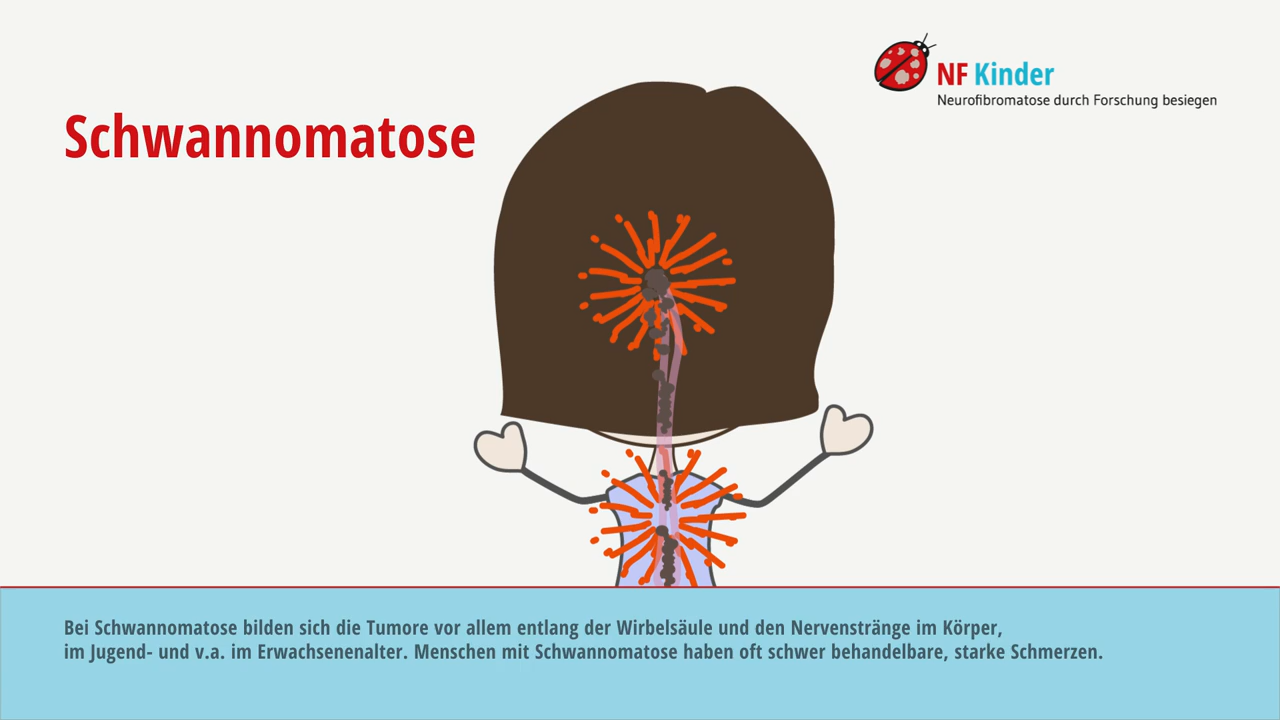 NF Kinder
Neurofibromatose durch Forschung besiegen
Schwannomatose
Bei Schwannomatose bilden sich die Tumore vor allem entlang der Wirbelsäule und den Nervenstränge im Körper,
im Jugend- und v.a. im Erwachsenenalter. Menschen mit Schwannomatose haben oft schwer behandelbare, starke Schmerzen.